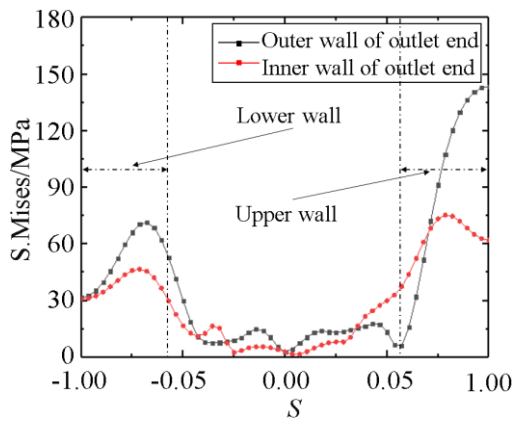 180
150
120
90
60
30
0
S.Mises/MPa
Outer wall of outlet end
Inner wall of outlet end
Lower wall
Upper wall
-1.00
-0.05
0.00
0.05
1.00
S